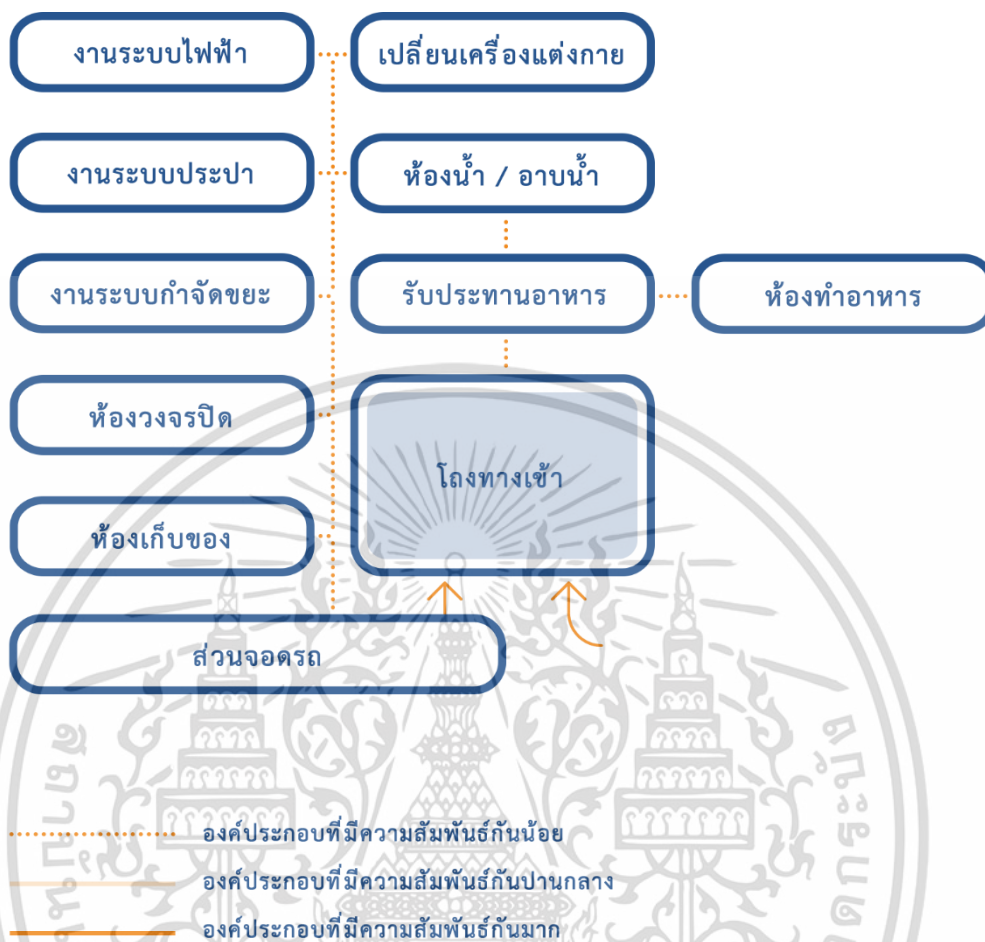 งานระบบไฟฟ้า
เปลี่ยนเครื่องแต่งกาย
งานระบบประปา
ห้องน้ำ / อาบน้ำ
งานระบบกำจัดขยะ
รับประทานอาหาร
ห้องทำอาหาร
ห้องวงจรปิด
โถงทางเข้า
ห้องเก็บของ
ส่วนจอดรถ
องค์ประกอบที่มีความสัมพันธ์กันน้อย
องค์ประกอบที่มีความสัมพันธ์กันปานกลาง
องค์ประกอบที่มีความสัมพันธ์กันมาก